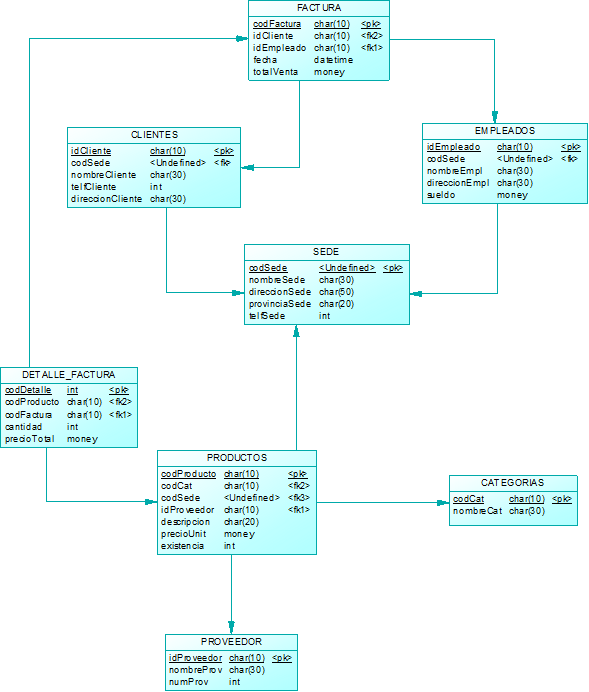 FACTURA
codFactura char(10) <pk>
idCliente char(10) <fk2>
idEmpleado char(10) <fk1>
fecha datetime
totalVenta money
CLIENTES
idCliente char(10) <pk>
codSede <Undefined> <fk>
nombreCliente char(30)
telfCliente int
direccionCliente char(30)
EMPLEADOS
idEmpleado char(10) <pk>
codSede <Undefined> <fk>
nombreEmpl char(30)
direccionEmpl char(30)
sueldo money
SEDE
codSede <Undefined> <pk>
nombreSede char(30)
direccionSede char(50)
provinciaSede char(20)
telfSede int
DETALLE_FACTURA
codDetalle int <pk>
codProducto char(10) <fk2>
codFactura char(10) <fk1>
cantidad int
precioTotal money
PRODUCTOS
codProducto char(10) <pk>
codCat char(10) <fk2>
codSede <Undefined> <fk3>
idProveedor char(10) <fk1>
descripcion char(20)
precioUnit money
existencia int
CATEGORIAS
codCat char(10) <pk>
nombreCat char(30)
PROVEEDOR
idProveedor char(10) <pk>
nombreProv char(30)
numProv int